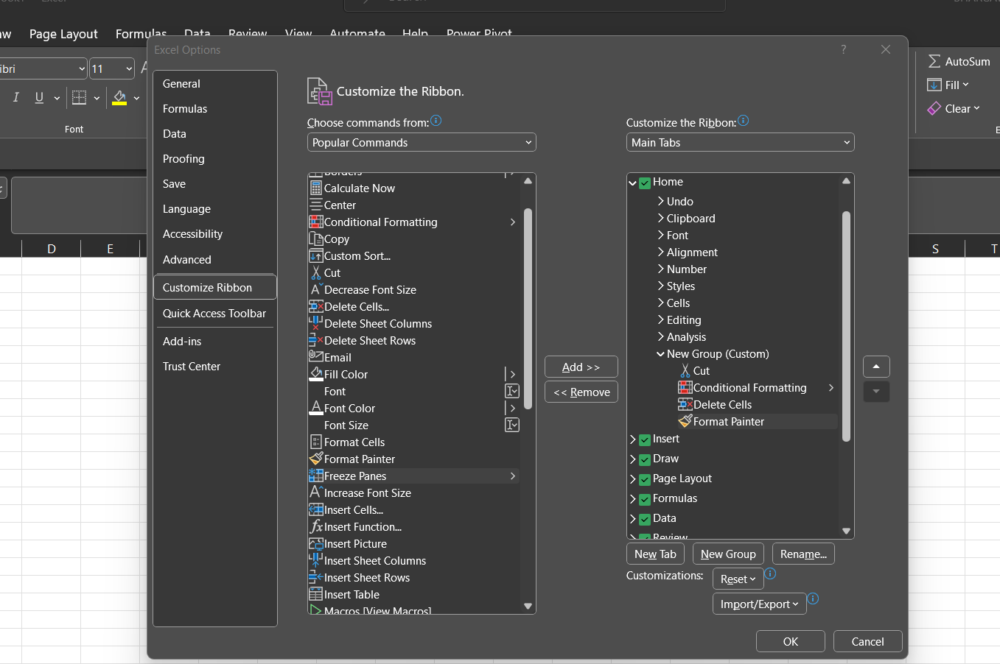 Page Layout
Formulas
Data
Review
View
Automate
Help
Power Pivot
11
I
U
Font
AutoSum
Fill
Clear
D
E
S
T
Excel Options
?
General
Formulas
Data
Proofing
Save
Language
Accessibility
Advanced
Customize Ribbon
Quick Access Toolbar
Add-ins
Trust Center
Customize the Ribbon.
Choose commands from:
Popular Commands
Borders
Calculate Now
Center
Conditional Formatting
Copy
Custom Sort...
Cut
Decrease Font Size
Delete Cells...
Delete Sheet Columns
Delete Sheet Rows
Email
Fill Color
Font
Font Color
Font Size
Format Cells
Format Painter
Freeze Panes
Increase Font Size
Insert Cells...
Insert Function...
Insert Picture
Insert Sheet Columns
Insert Sheet Rows
Insert Table
Macros [View Macros]
Add >>
<< Remove
Customize the Ribbon:
Main Tabs
Home
Undo
Clipboard
Font
Alignment
Number
Styles
Cells
Editing
Analysis
New Group (Custom)
Cut
Conditional Formatting
Delete Cells
Format Painter
Insert
Draw
Page Layout
Formulas
Data
Review
New Tab
New Group
Rename...
Customizations:
Reset
Import/Export
OK
Cancel